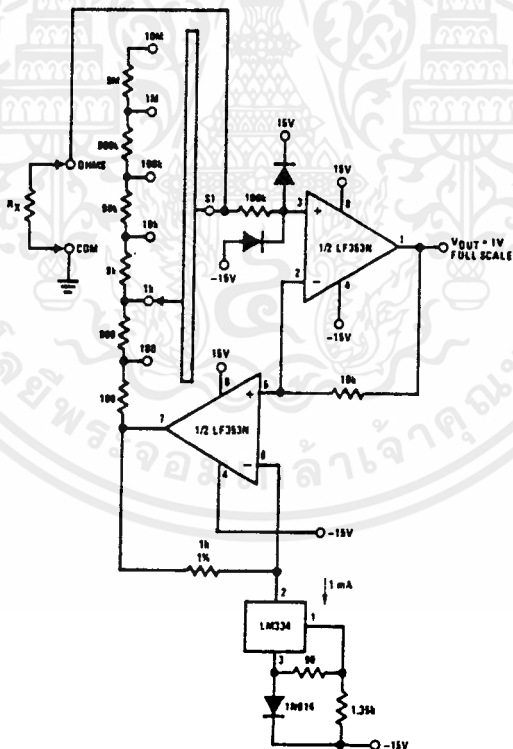 10M
9M
1M
900k
100k
OHMS
90k
RX
10k
COM
9k
1k
900
100
100
S1
100k
15V
-15V
15V
3
+
8
1/2 LF353N
1
VOUT = 1V
FULL SCALE
2
-
4
-15V
10k
15V
8
5
+
7
1/2 LF353N
-
6
4
-15V
1k
1%
1 mA
2
LM334
1
3
1N914
-15V